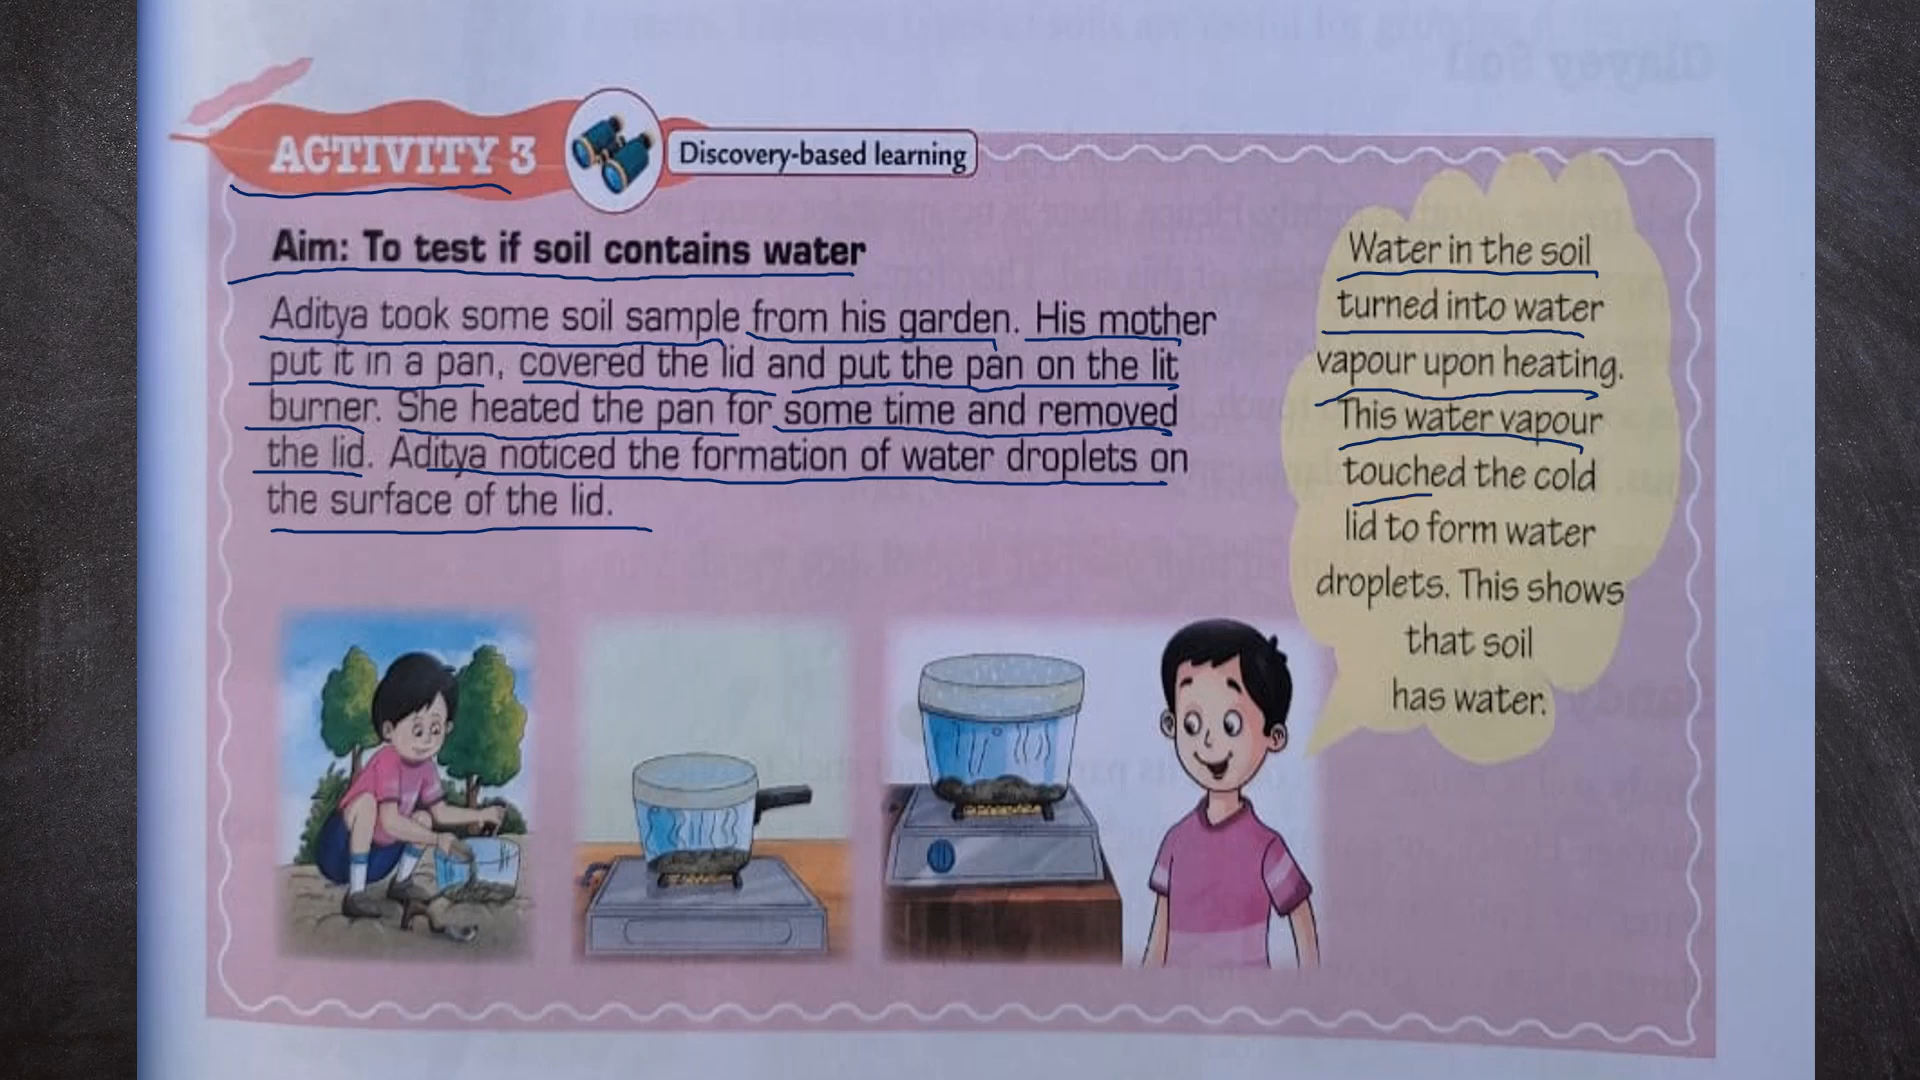 ACTIVITY 3
Discovery-based learning
Aim: To test if soil contains water
Aditya took some soil sample from his garden. His mother
put it in a pan, covered the lid and put the pan on the lit
burner. She heated the pan for some time and removed
the lid. Aditya noticed the formation of water droplets on
the surface of the lid.
Water in the soil
turned into water
vapour upon heating.
This water vapour
touched the cold
lid to form water
droplets. This shows
that soil
has water.